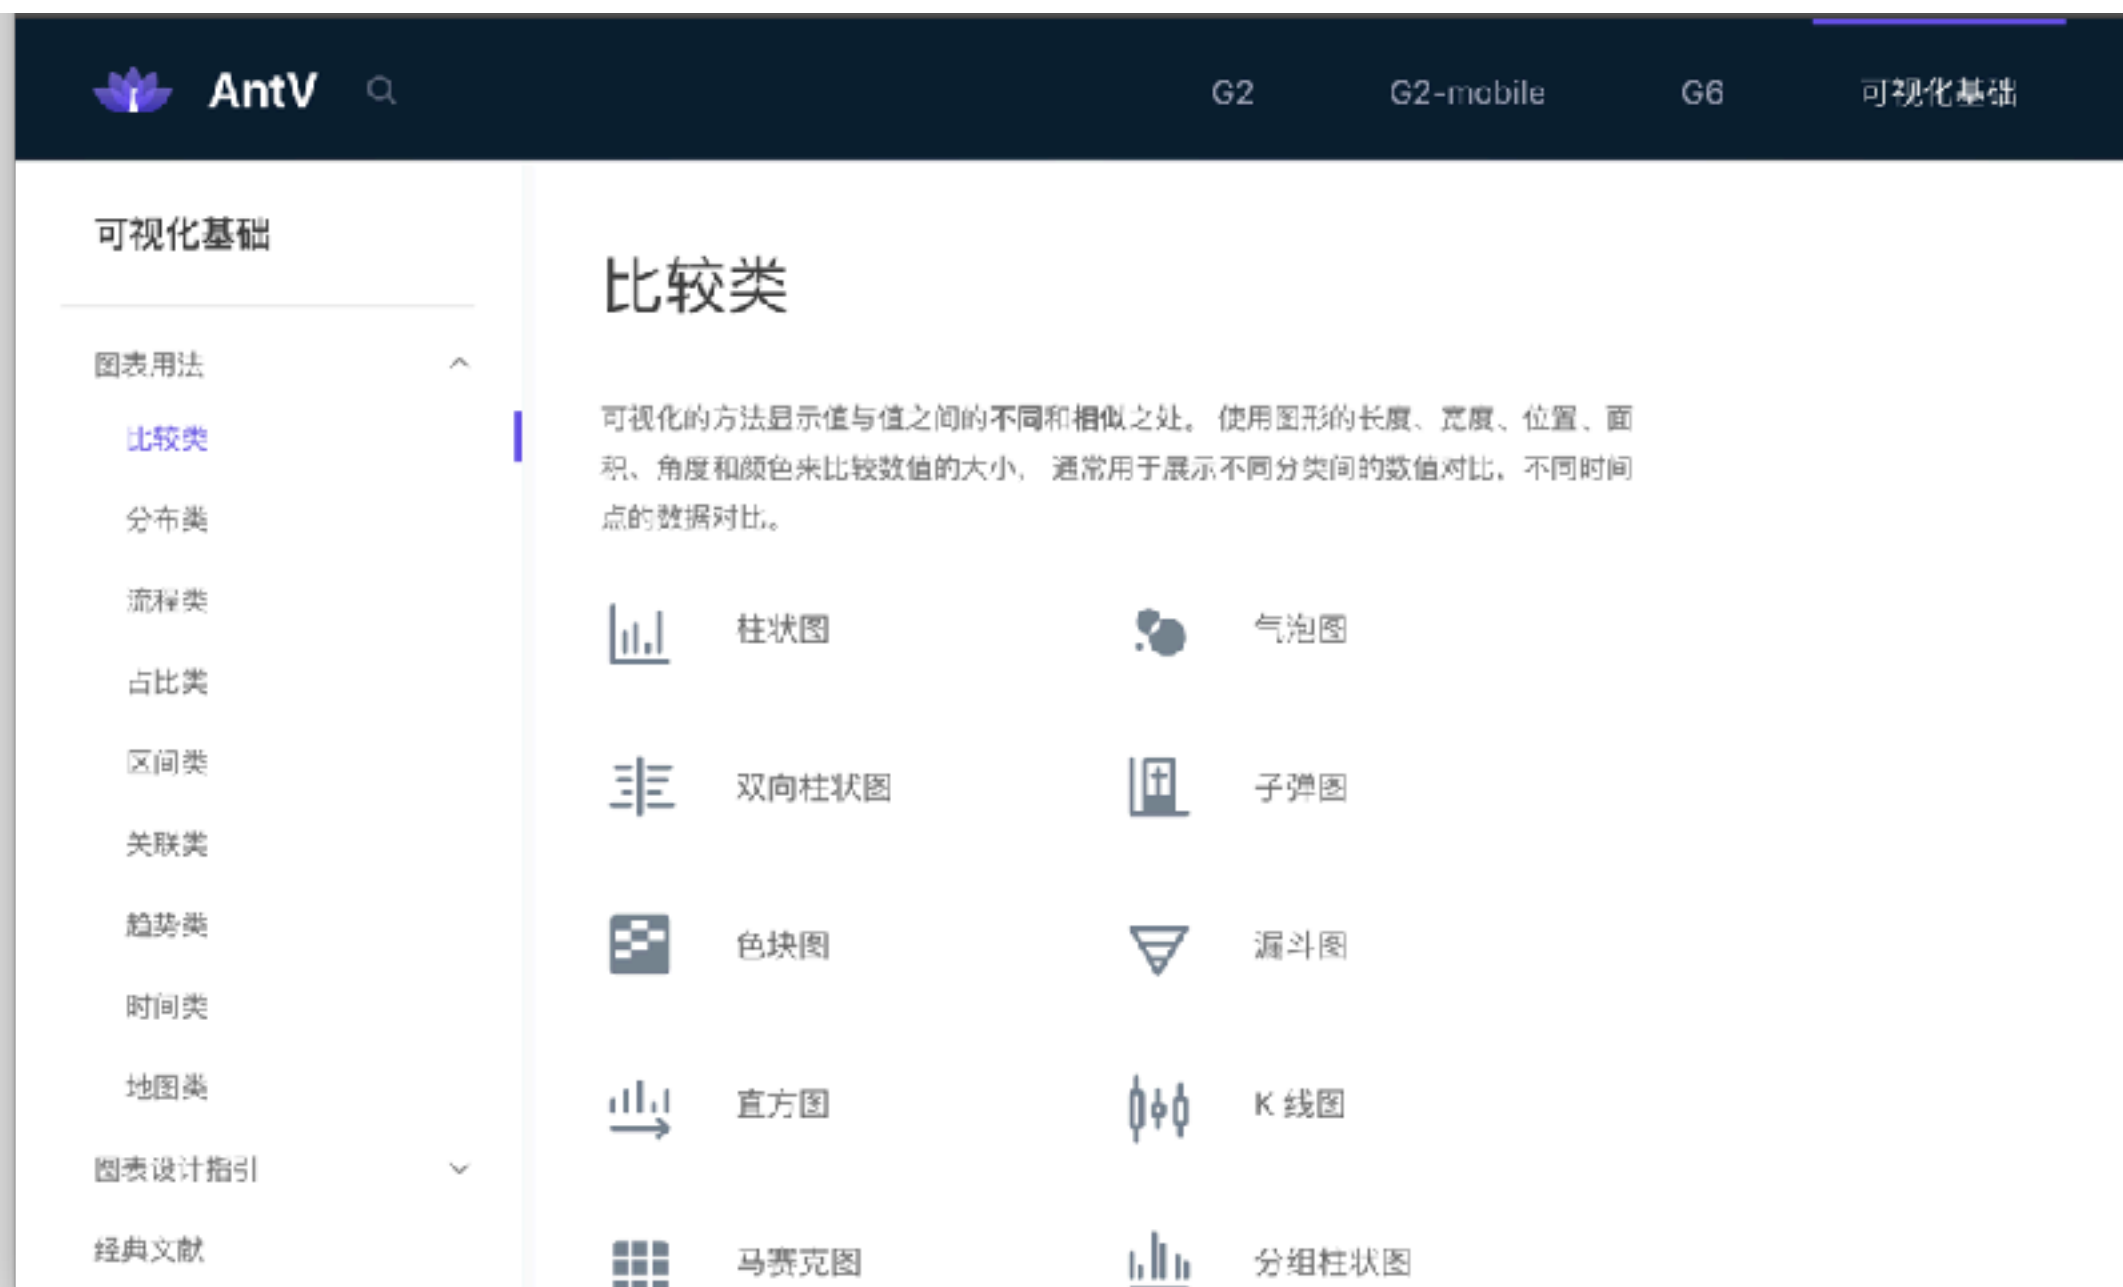 AntV
G2
G2-mobile
G6
可视化基础
可视化基础
图表用法
比较类
分布类
流程类
占比类
区间类
关联类
趋势类
时间类
地图类
图表设计指引
经典文献
比较类
可视化的方法显示值与值之间的不同和相似之处。 使用图形的长度、宽度、位置、面
积、角度和颜色来比较数值的大小， 通常用于展示不同分类间的数值对比，不同时间
点的数据对比。
柱状图
气泡图
双向柱状图
子弹图
色块图
漏斗图
直方图
K 线图
马赛克图
分组柱状图